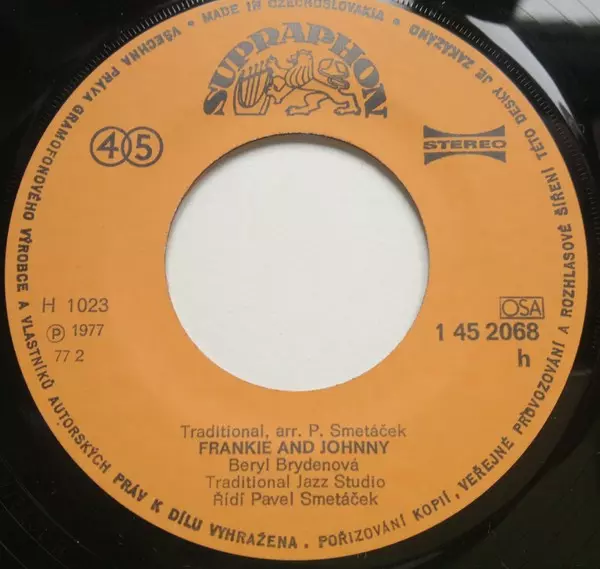 VŠECHNA PRÁVA GRAMOFONOVÉHO VÝROBCE A VLASTNÍKŮ AUTORSKÝCH PRÁV K DÍLU VYHRAŽENA. POŘIZOVÁNÍ KOPIÍ, VEŘEJNÉ PROVOZOVÁNÍ A ROZHLASOVÉ ŠÍŘENÍ TÉTO DESKY JE ZAKÁZÁNO • MADE IN CZECHOSLOVAKIA •
SUPRAPHON
45
STEREO
H 1023
OSA
Ⓟ 1977
1 45 2068
77 2
h
Traditional, arr. P. Smetáček
FRANKIE AND JOHNNY
Beryl Brydenová
Traditional Jazz Studio
Řídí Pavel Smetáček